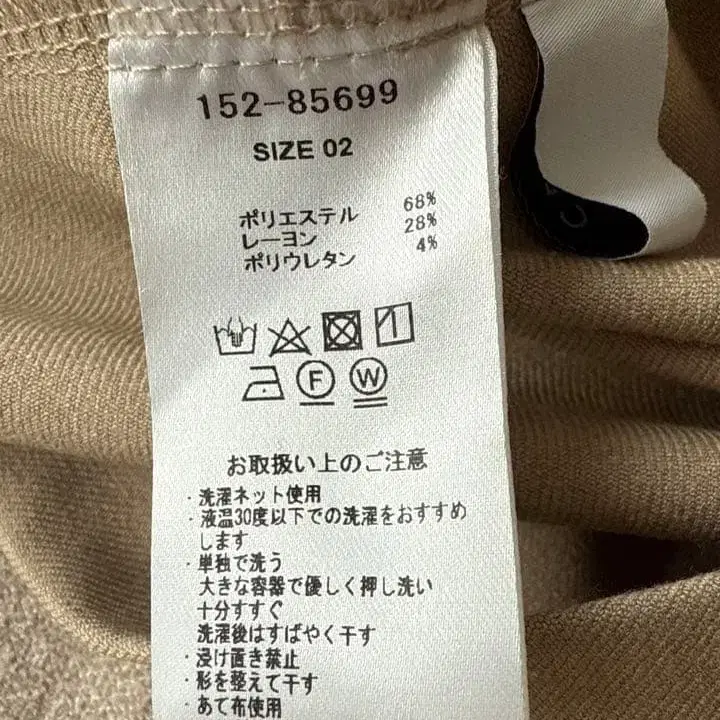 152-85699
SIZE 02
ポリエステル 68%
レーヨン 28%
ポリウレタン 4%
F W
お取扱い上のご注意
・洗濯ネット使用
・液温30度以下での洗濯をおすすめ
します
・単独で洗う
大きな容器で優しく押し洗い
十分すすぐ
洗濯後はすばやく干す
・浸け置き禁止
・形を整えて干す
・あて布使用